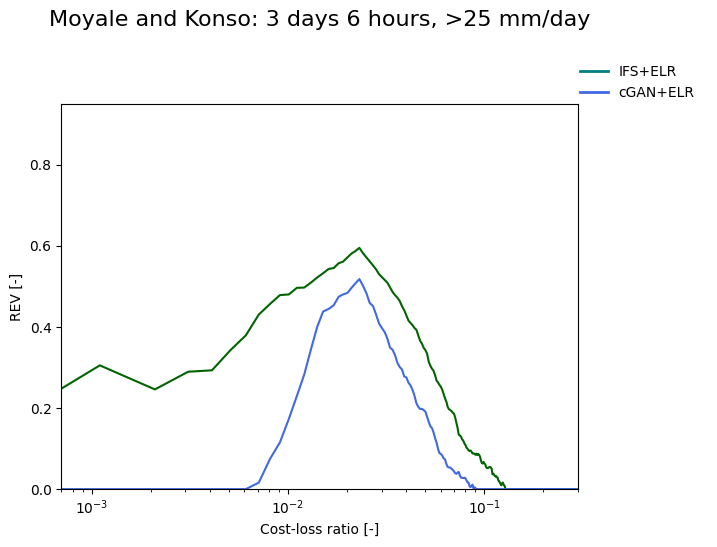 Moyale and Konso: 3 days 6 hours, >25 mm/day
IFS+ELR
cGAN+ELR
0.8
0.6
0.4
0.2
0.0
REV [-]
10⁻³
10⁻²
10⁻¹
Cost-loss ratio [-]